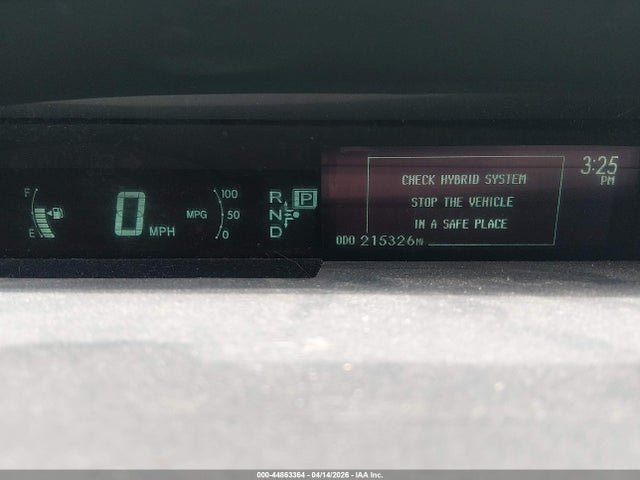 F
E
0 MPH
MPG
100
50
0
R
N
D
P
CHECK HYBRID SYSTEM
STOP THE VEHICLE
IN A SAFE PLACE
3:25
PM
ODO 215326MI
000-44863364 - 04/14/2026 - IAA Inc.